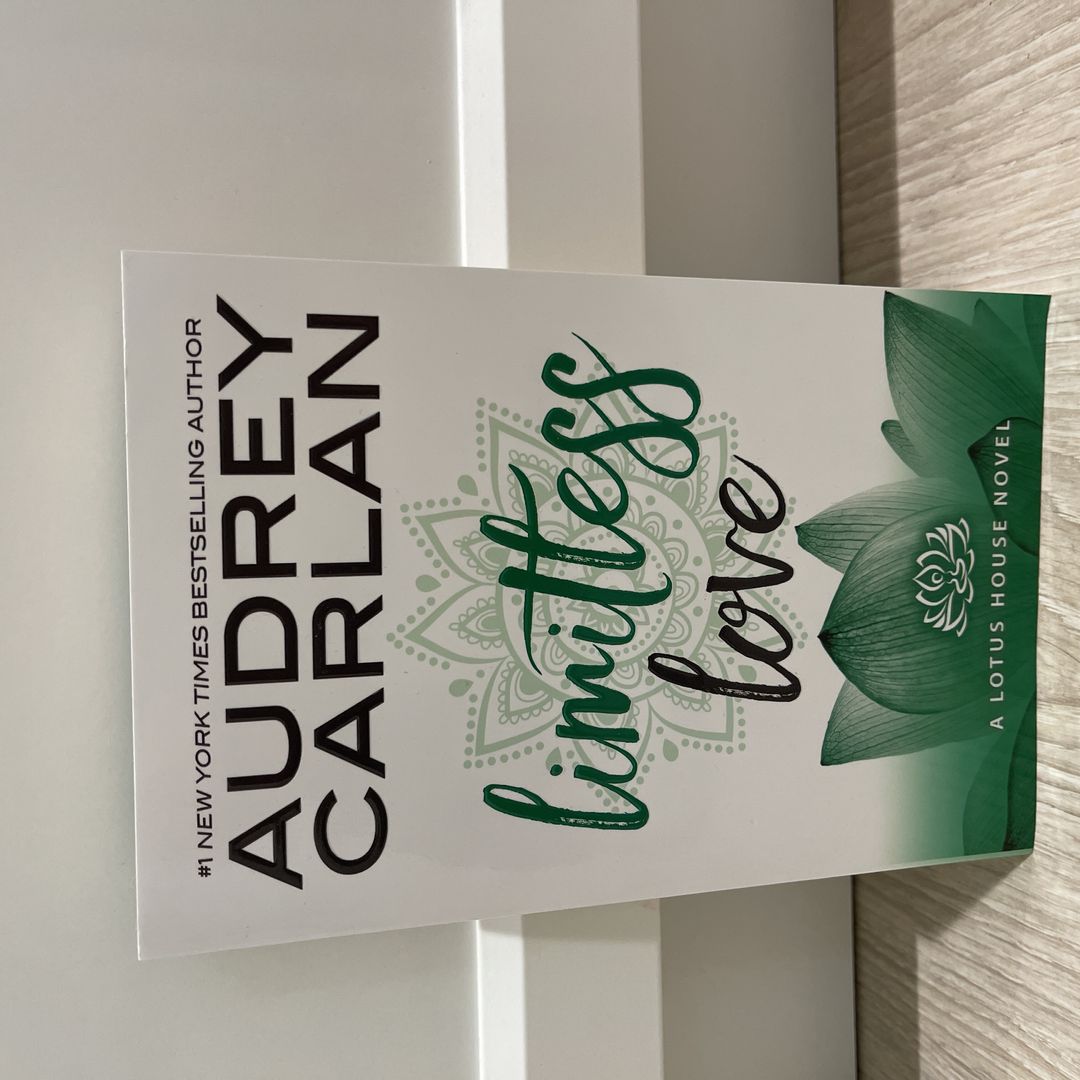 #1 NEW YORK TIMES BESTSELLING AUTHOR
AUDREY
CARLAN
limitless
love
A LOTUS HOUSE NOVEL